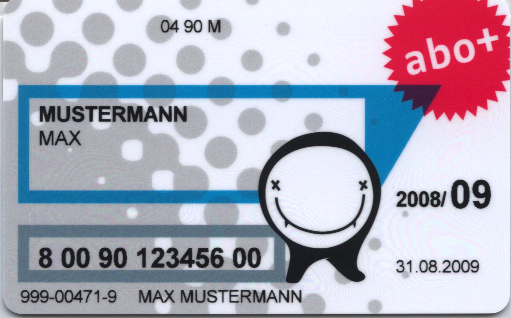 04 90 M
abo+
MUSTERMANN
MAX
2008/09
8 00 90 123456 00
31.08.2009
999-00471-9 MAX MUSTERMANN